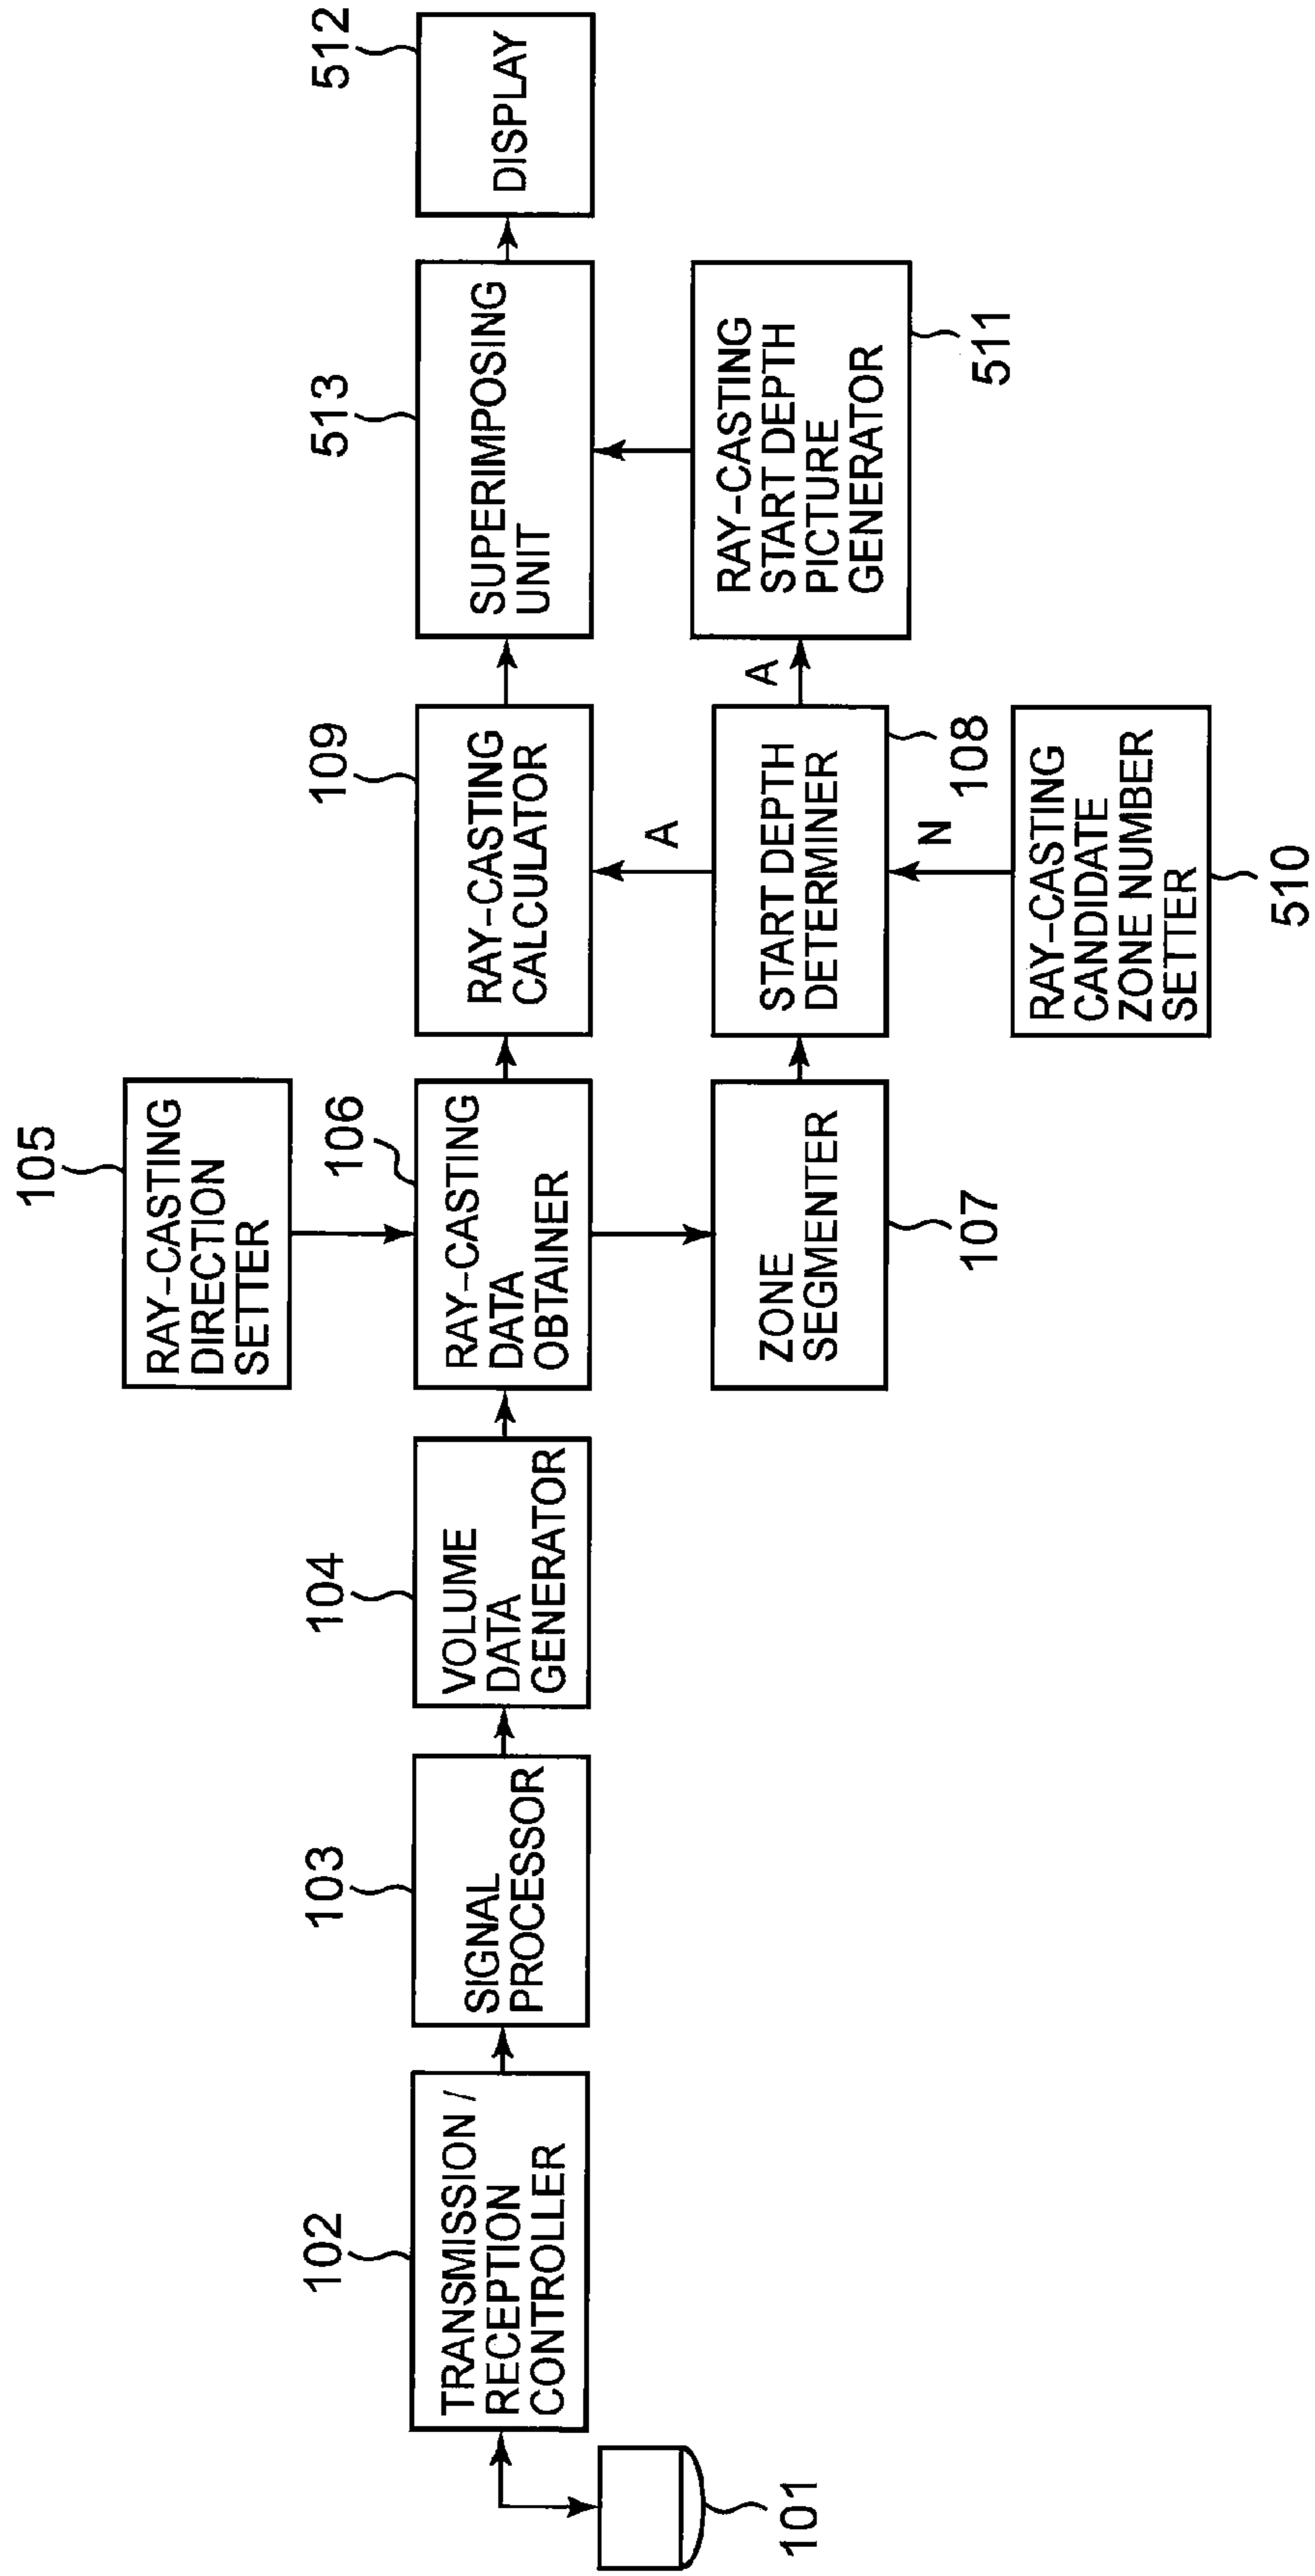 101
102
TRANSMISSION /
RECEPTION
CONTROLLER
103
SIGNAL
PROCESSOR
104
VOLUME
DATA
GENERATOR
105
RAY-CASTING
DIRECTION
SETTER
106
RAY-CASTING
DATA
OBTAINER
ZONE
SEGMENTER
107
109
RAY-CASTING
CALCULATOR
A
START DEPTH
DETERMINER
108
A
N
RAY-CASTING
CANDIDATE
ZONE NUMBER
SETTER
510
513
SUPERIMPOSING
UNIT
RAY-CASTING
START DEPTH
PICTURE
GENERATOR
511
512
DISPLAY